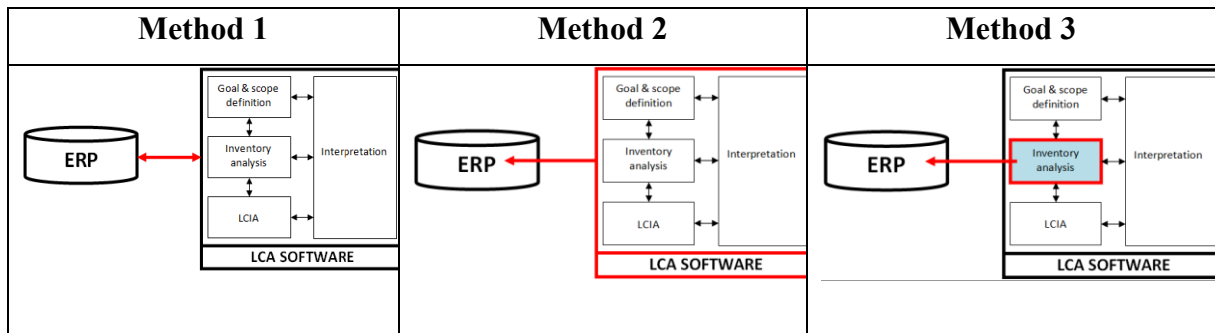 Method 1
Method 2
Method 3
Goal & scope
definition
ERP
Inventory
analysis
Interpretation
LCIA
LCA SOFTWARE
Goal & scope
definition
ERP
Inventory
analysis
Interpretation
LCIA
LCA SOFTWARE
Goal & scope
definition
ERP
Inventory
analysis
Interpretation
LCIA
LCA SOFTWARE